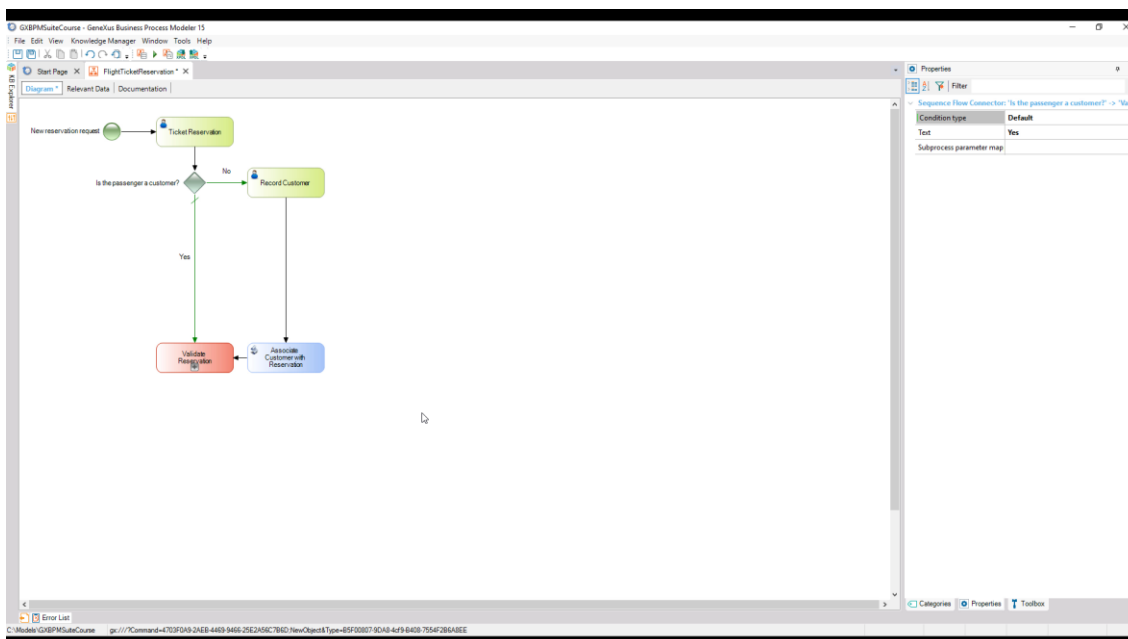 GXBPMSuiteCourse - GeneXus Business Process Modeler 15
File Edit View Knowledge Manager Window Tools Help
Start Page X FlightTicketReservation * X
Diagram * Relevant Data Documentation
KB Explorer
New reservation request
Ticket Reservation
Is the passenger a customer?
No
Record Customer
Yes
Validate
Reservation
Associate
Customer with
Reservation
Properties
Filter
Sequence Flow Connector: 'Is the passenger a customer?' -> 'Va
Condition type Default
Text Yes
Subprocess parameter map
Categories Properties Toolbox
Error List
C:\Models\GXBPMSuiteCourse